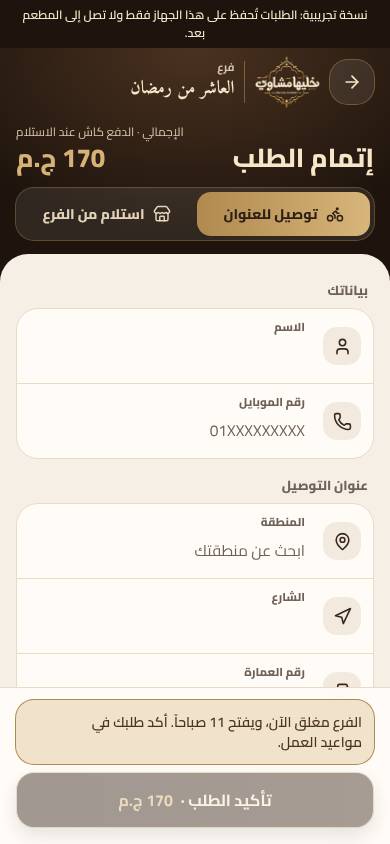 نسخة تجريبية: الطلبات تُحفظ على هذا الجهاز فقط ولا تصل إلى المطعم
بعد.
خليها مشاوي
فرع
العاشر من رمضان
الإجمالي · الدفع كاش عند الاستلام
إتمام الطلب
170 ج.م
توصيل للعنوان
استلام من الفرع
بياناتك
الاسم
رقم الموبايل
01XXXXXXXXX
عنوان التوصيل
المنطقة
ابحث عن منطقتك
الشارع
رقم العمارة
الفرع مغلق الآن، ويفتح 11 صباحاً. أكد طلبك في
مواعيد العمل.
تأكيد الطلب · 170 ج.م